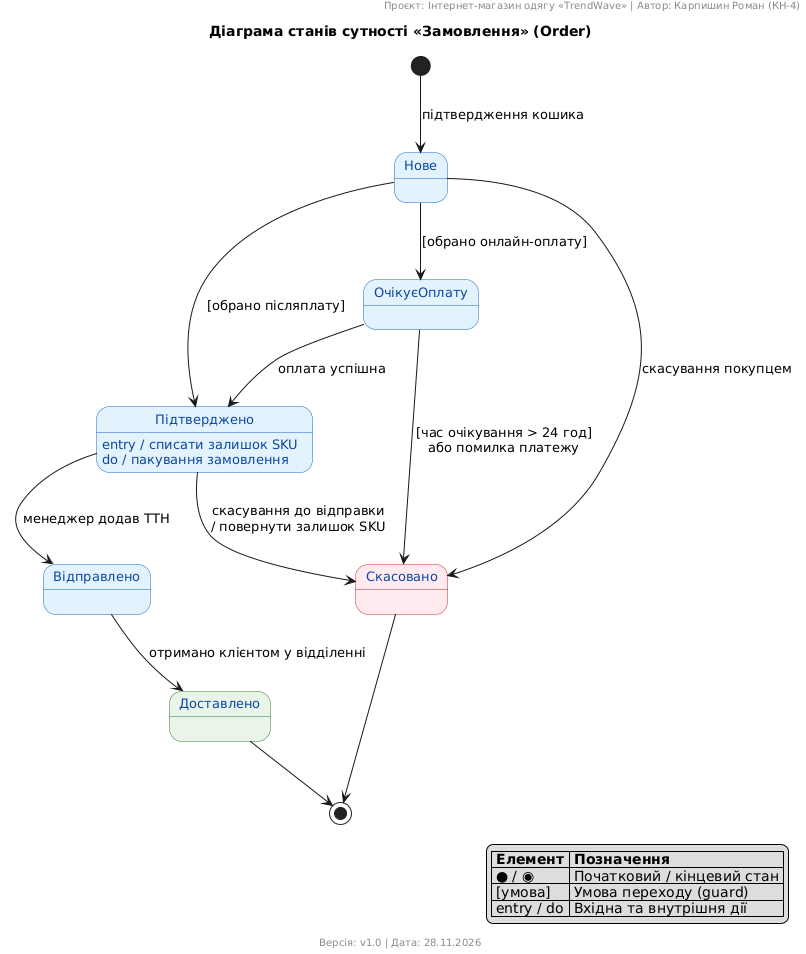 Проєкт: Інтернет-магазин одягу «TrendWave» | Автор: Карпишин Роман (КН-4)
Діаграма станів сутності «Замовлення» (Order)
підтвердження кошика
Нове
[обрано онлайн-оплату]
ОчікуєОплату
[обрано післяплату]
оплата успішна
скасування покупцем
Підтверджено
entry / списати залишок SKU
do / пакування замовлення
[час очікування > 24 год]
або помилка платежу
менеджер додав ТТН
скасування до відправки
/ повернути залишок SKU
Відправлено
Скасовано
отримано клієнтом у відділенні
Доставлено
Елемент Позначення
● / ◉ Початковий / кінцевий стан
[умова] Умова переходу (guard)
entry / do Вхідна та внутрішня дії
Версія: v1.0 | Дата: 28.11.2026